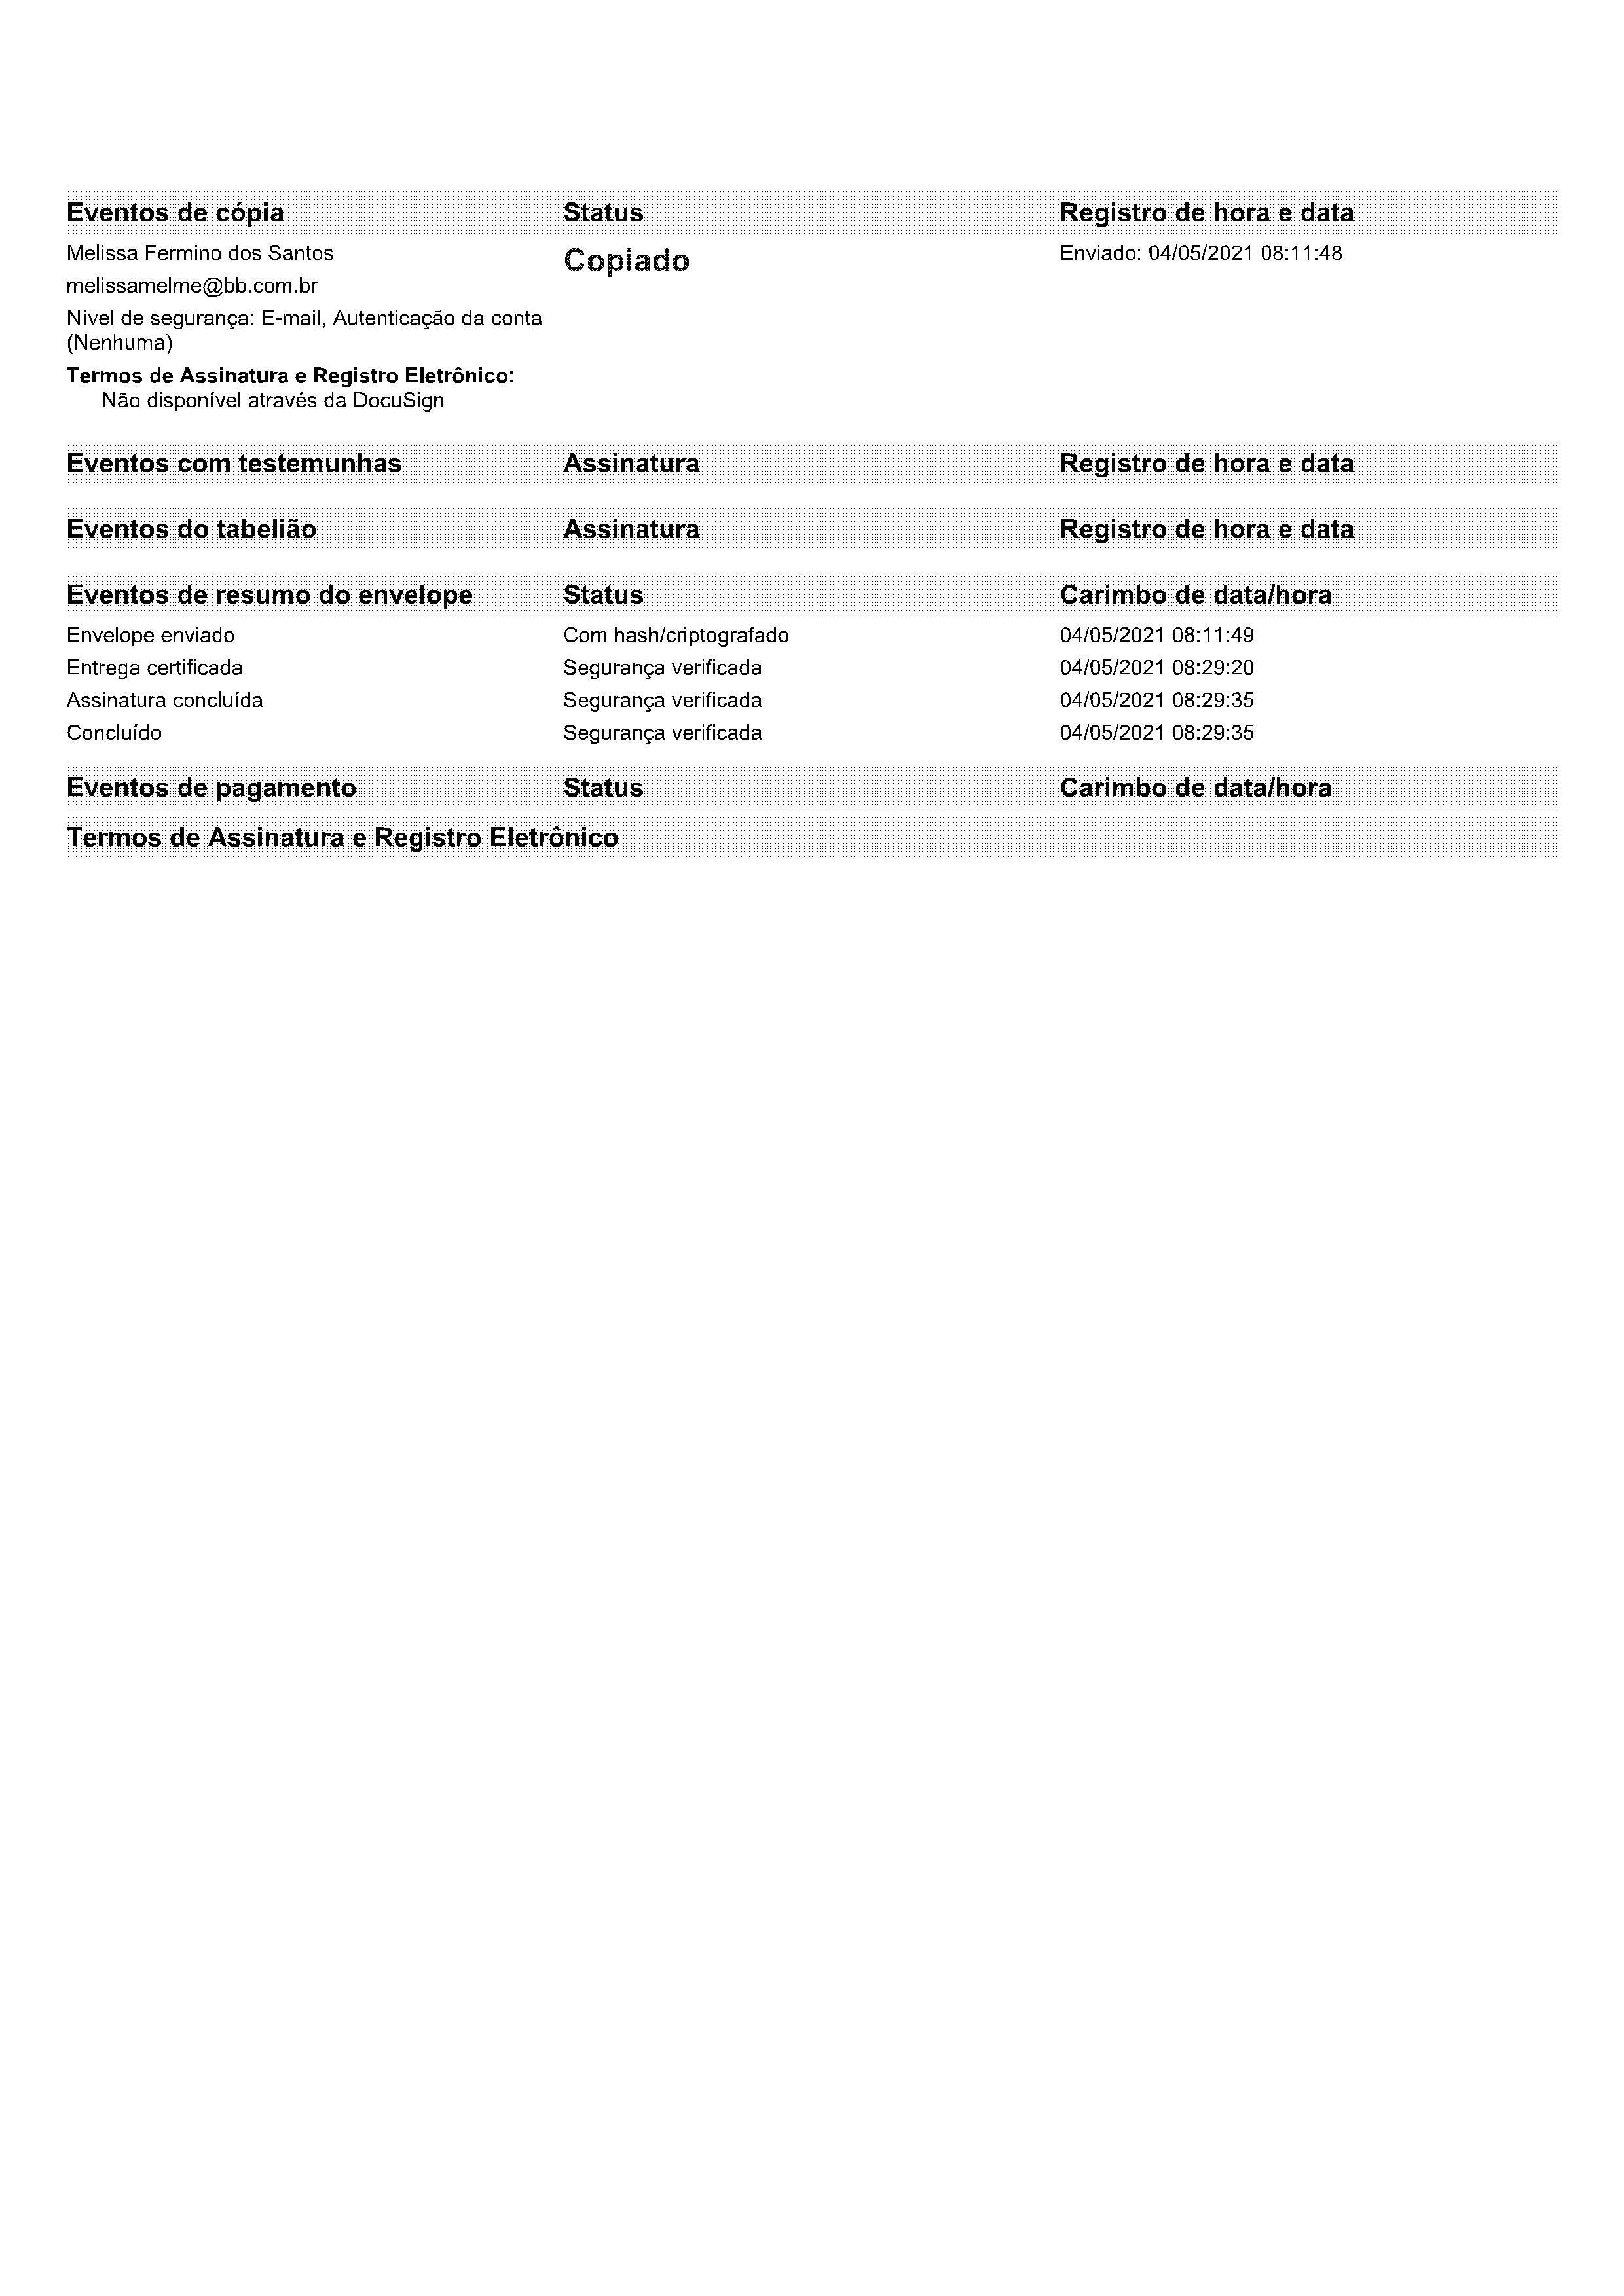 Eventos de cópia Status Registro de hora e data
Melissa Fermino dos Santos Copiado Enviado: 04/05/2021 08:11:48
melissamelme@bb.com.br
Nível de segurança: E-mail, Autenticação da conta
(Nenhuma)
Termos de Assinatura e Registro Eletrônico:
Não disponível através da DocuSign
Eventos com testemunhas Assinatura Registro de hora e data
Eventos do tabelião Assinatura Registro de hora e data
Eventos de resumo do envelope Status Carimbo de data/hora
Envelope enviado Com hash/criptografado 04/05/2021 08:11:49
Entrega certificada Segurança verificada 04/05/2021 08:29:20
Assinatura concluída Segurança verificada 04/05/2021 08:29:35
Concluído Segurança verificada 04/05/2021 08:29:35
Eventos de pagamento Status Carimbo de data/hora
Termos de Assinatura e Registro Eletrônico